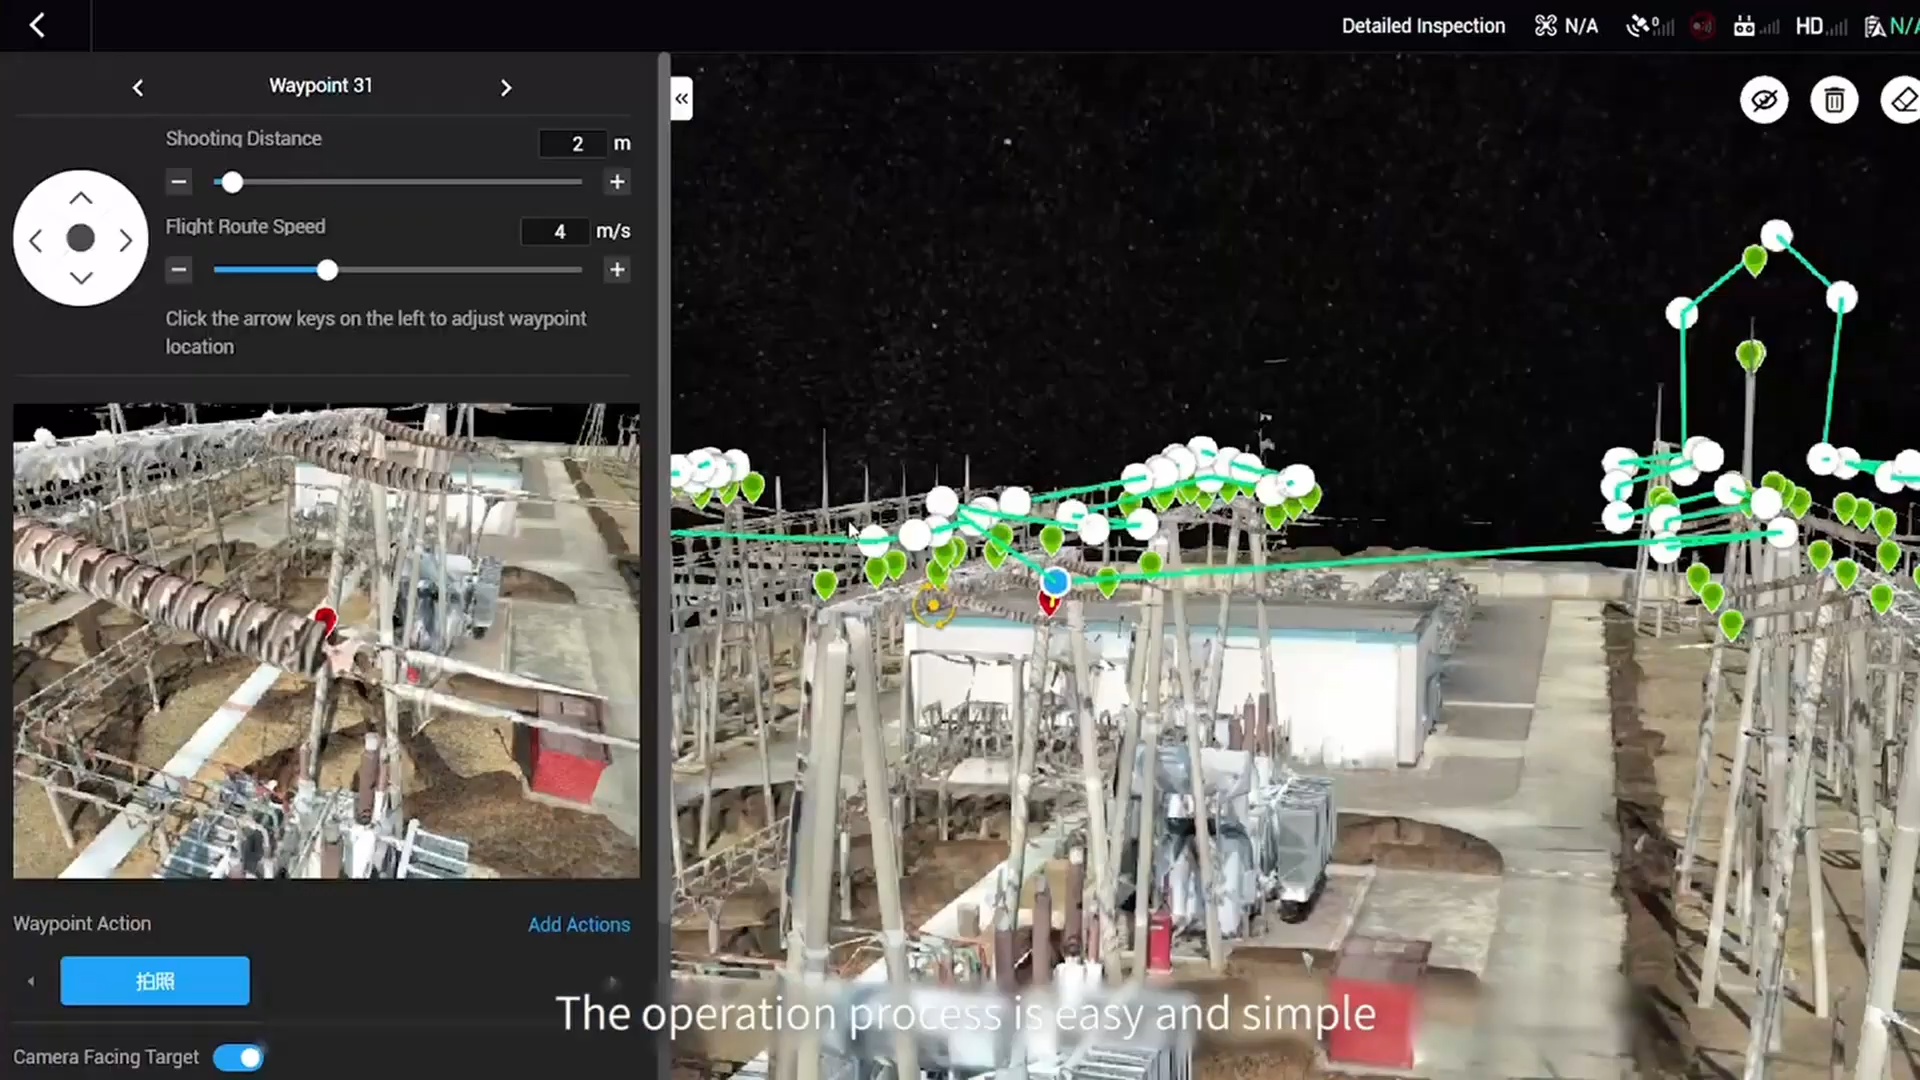 Detailed Inspection
N/A
0
HD
N/A
Waypoint 31
Shooting Distance
2 m
Flight Route Speed
4 m/s
Click the arrow keys on the left to adjust waypoint
location
Waypoint Action
Add Actions
拍照
The operation process is easy and simple
Camera Facing Target